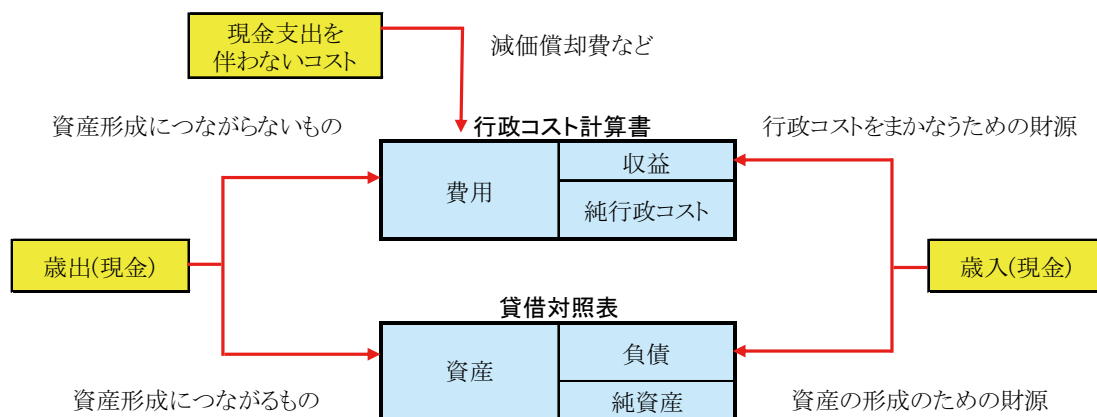 現金支出を
伴わないコスト
減価償却費など
資産形成につながらないもの
行政コスト計算書
行政コストをまかなうための財源
費用
収益
純行政コスト
歳出(現金)
歳入(現金)
貸借対照表
資産
負債
純資産
資産形成につながるもの
資産の形成のための財源